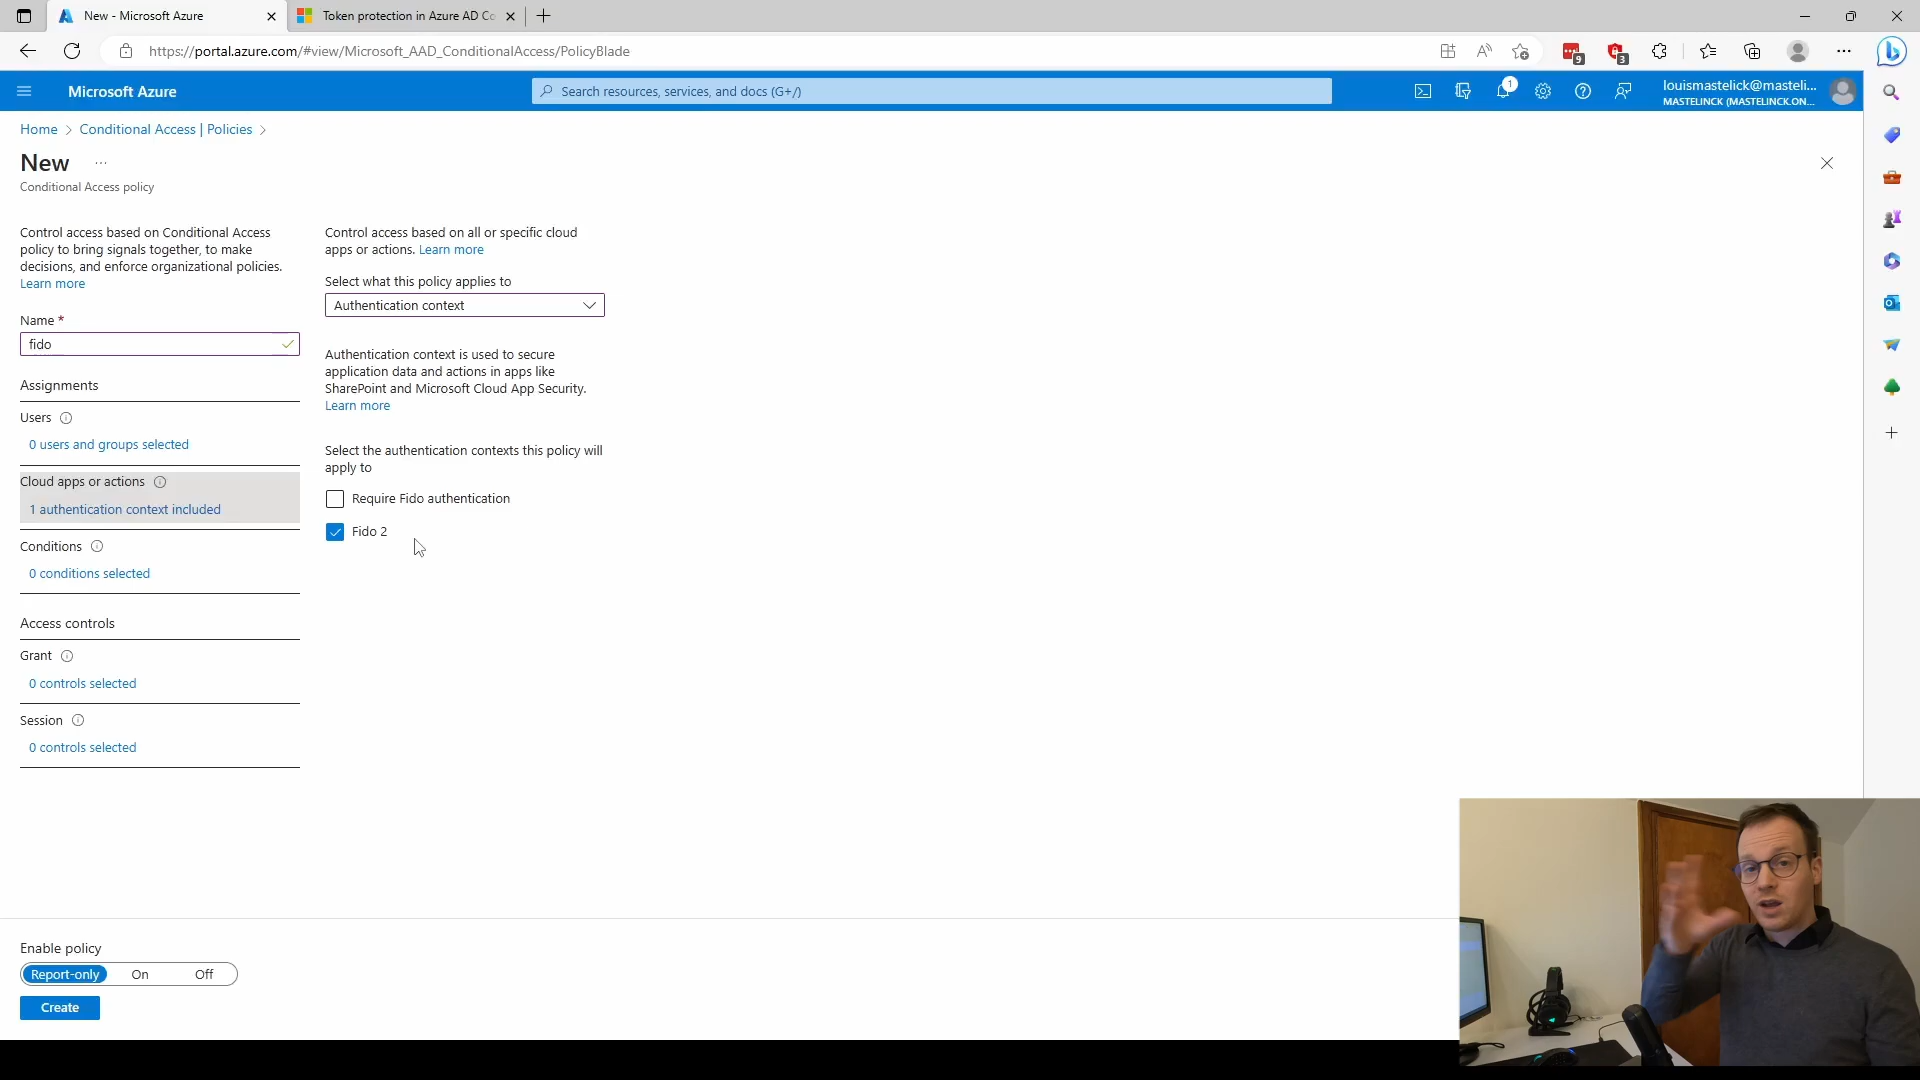 New - Microsoft Azure
Token protection in Azure AD Co
https://portal.azure.com/#view/Microsoft_AAD_ConditionalAccess/PolicyBlade
9
3
Microsoft Azure
Search resources, services, and docs (G+/)
1
louismastelick@masteli...
MASTELINCK (MASTELINCK.ON...
Home > Conditional Access | Policies >
New ...
Conditional Access policy
Control access based on Conditional Access
policy to bring signals together, to make
decisions, and enforce organizational policies.
Learn more
Name *
fido
Assignments
Users
0 users and groups selected
Cloud apps or actions
1 authentication context included
Conditions
0 conditions selected
Access controls
Grant
0 controls selected
Session
0 controls selected
Control access based on all or specific cloud
apps or actions. Learn more
Select what this policy applies to
Authentication context
Authentication context is used to secure
application data and actions in apps like
SharePoint and Microsoft Cloud App Security.
Learn more
Select the authentication contexts this policy will
apply to
Require Fido authentication
Fido 2
Enable policy
Report-only On Off
Create